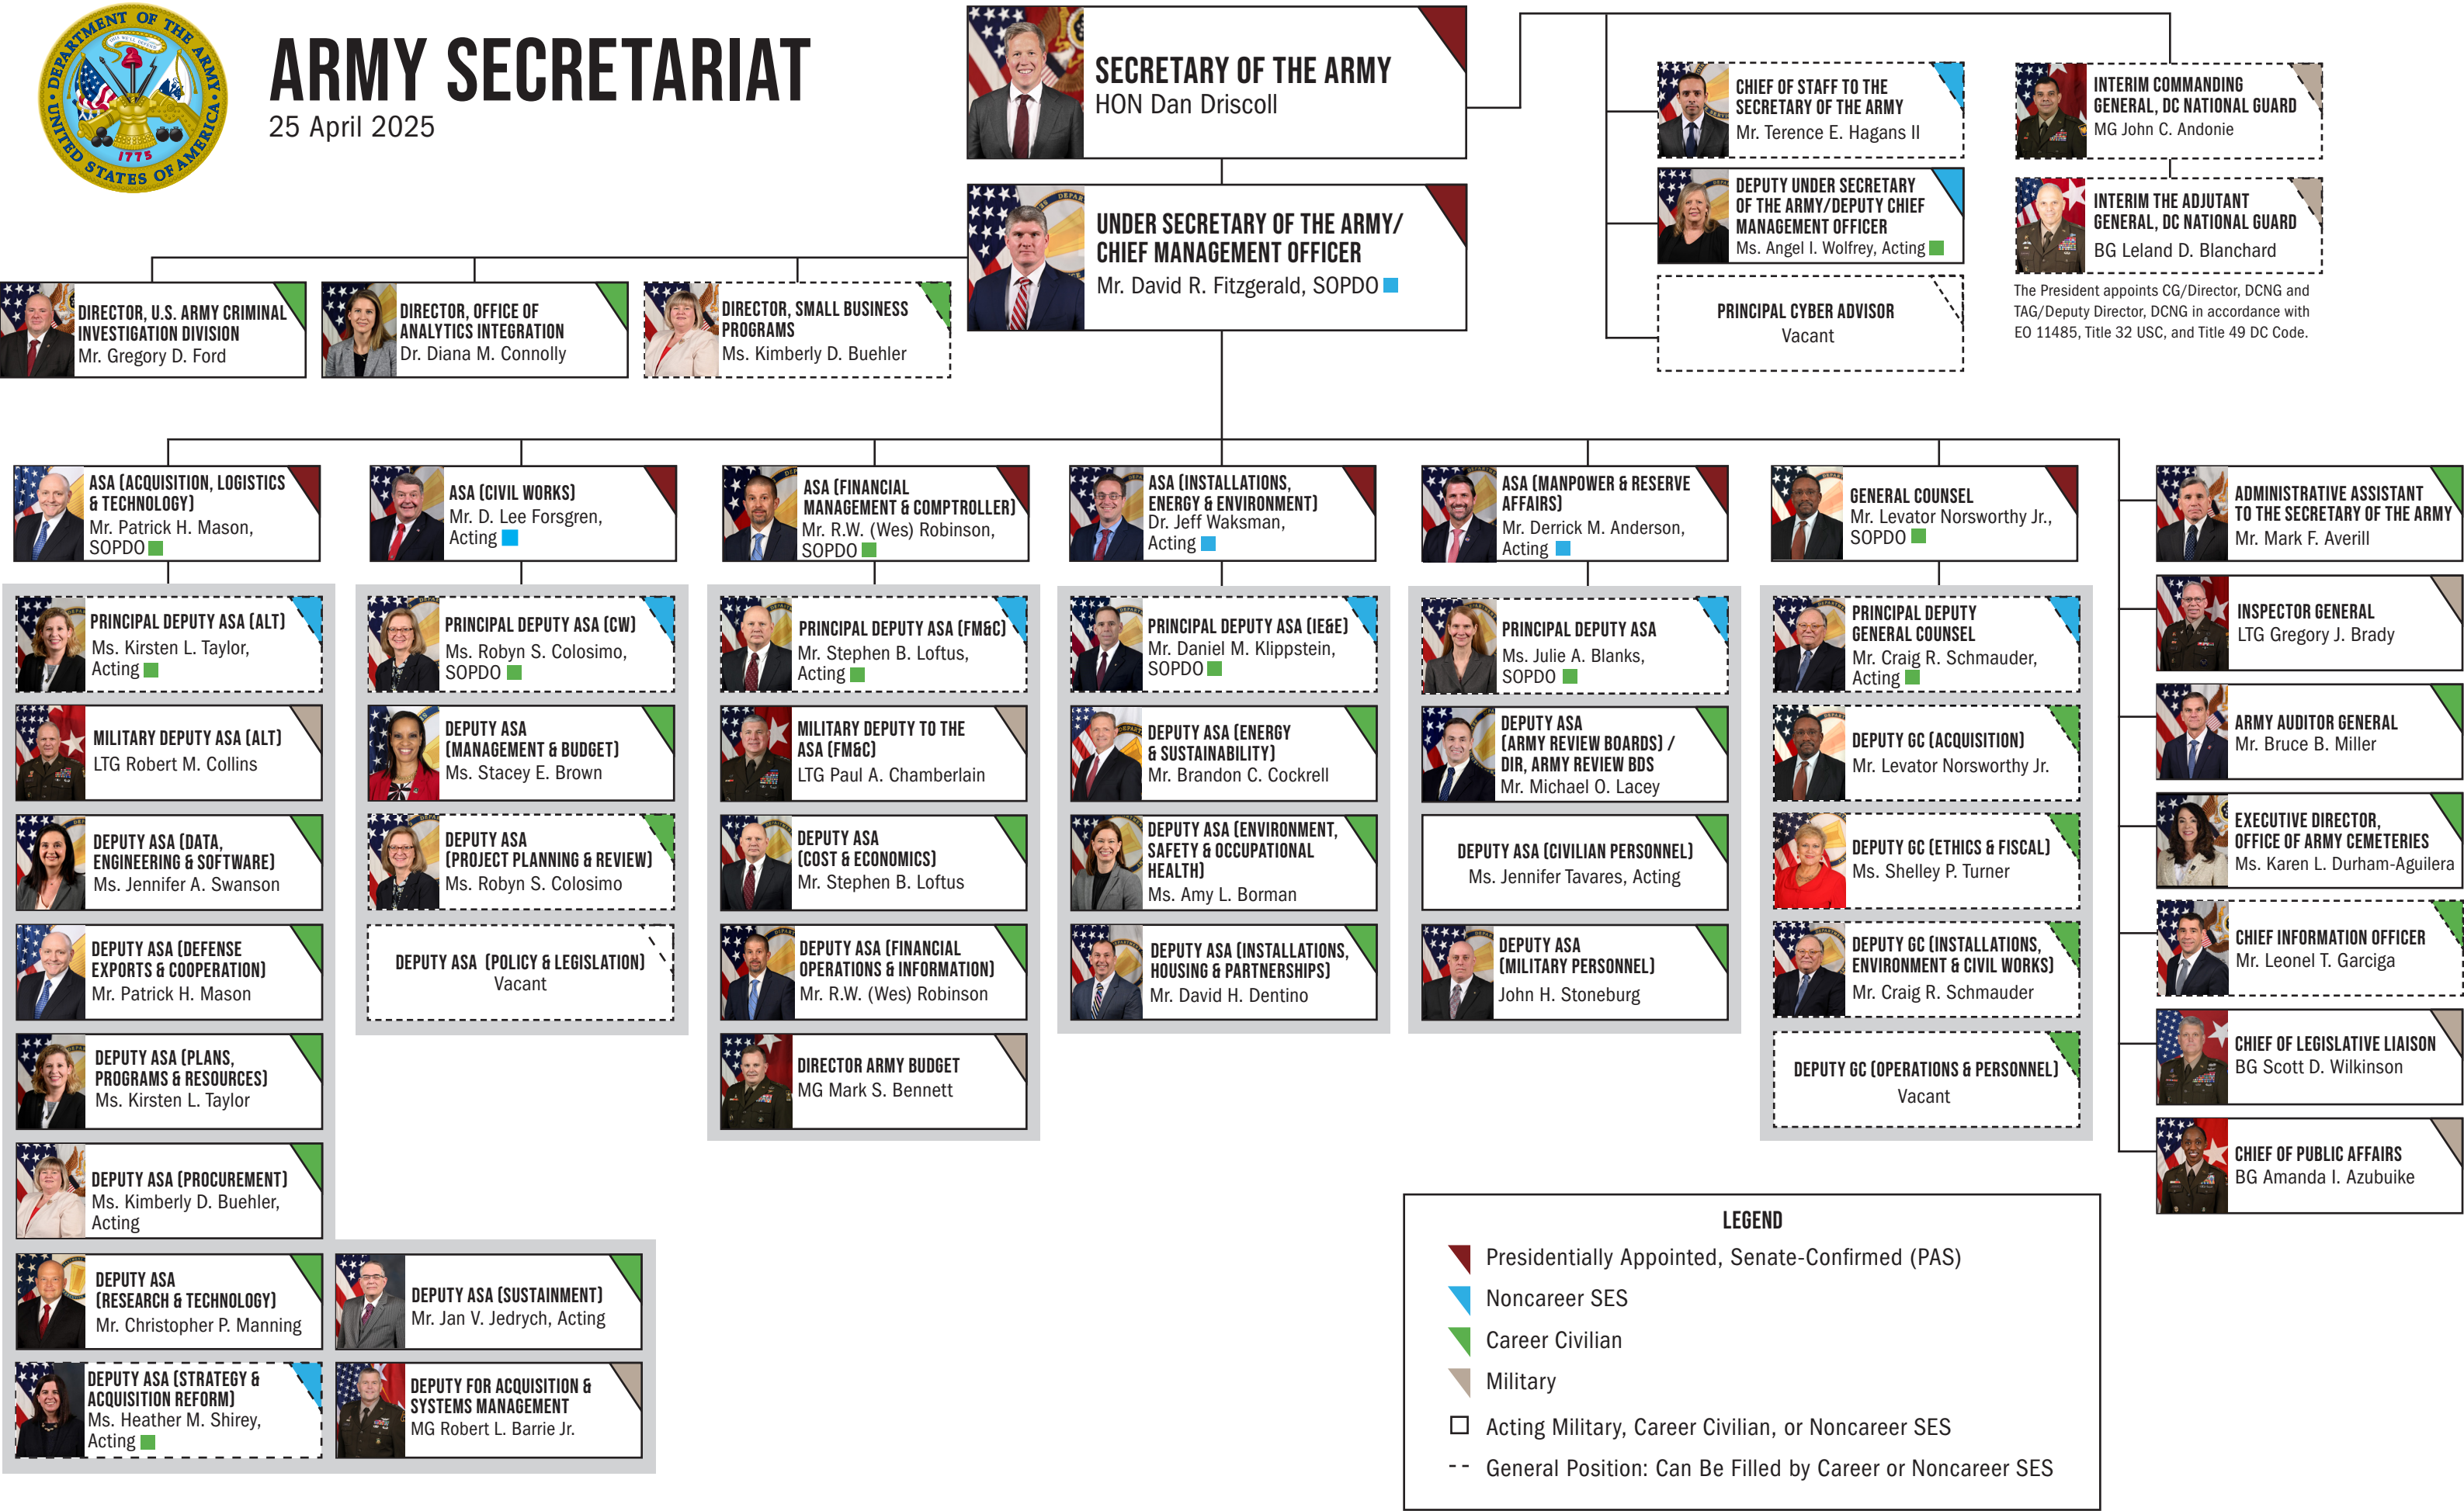 DEPARTMENT OF THE ARMY
UNITED STATES OF AMERICA
THIS WE'LL DEFEND
1775
ARMY SECRETARIAT
25 April 2025
SECRETARY OF THE ARMY
HON Dan Driscoll
UNDER SECRETARY OF THE ARMY/
CHIEF MANAGEMENT OFFICER
Mr. David R. Fitzgerald, SOPDO
CHIEF OF STAFF TO THE
SECRETARY OF THE ARMY
Mr. Terence E. Hagans II
DEPUTY UNDER SECRETARY
OF THE ARMY/DEPUTY CHIEF
MANAGEMENT OFFICER
Ms. Angel I. Wolfrey, Acting
PRINCIPAL CYBER ADVISOR
Vacant
INTERIM COMMANDING
GENERAL, DC NATIONAL GUARD
MG John C. Andonie
INTERIM THE ADJUTANT
GENERAL, DC NATIONAL GUARD
BG Leland D. Blanchard
The President appoints CG/Director, DCNG and
TAG/Deputy Director, DCNG in accordance with
EO 11485, Title 32 USC, and Title 49 DC Code.
DIRECTOR, U.S. ARMY CRIMINAL
INVESTIGATION DIVISION
Mr. Gregory D. Ford
DIRECTOR, OFFICE OF
ANALYTICS INTEGRATION
Dr. Diana M. Connolly
DIRECTOR, SMALL BUSINESS
PROGRAMS
Ms. Kimberly D. Buehler
ASA (ACQUISITION, LOGISTICS
& TECHNOLOGY)
Mr. Patrick H. Mason,
SOPDO
PRINCIPAL DEPUTY ASA (ALT)
Ms. Kirsten L. Taylor,
Acting
MILITARY DEPUTY ASA (ALT)
LTG Robert M. Collins
DEPUTY ASA (DATA,
ENGINEERING & SOFTWARE)
Ms. Jennifer A. Swanson
DEPUTY ASA (DEFENSE
EXPORTS & COOPERATION)
Mr. Patrick H. Mason
DEPUTY ASA (PLANS,
PROGRAMS & RESOURCES)
Ms. Kirsten L. Taylor
DEPUTY ASA (PROCUREMENT)
Ms. Kimberly D. Buehler,
Acting
DEPUTY ASA
(RESEARCH & TECHNOLOGY)
Mr. Christopher P. Manning
DEPUTY ASA (STRATEGY &
ACQUISITION REFORM)
Ms. Heather M. Shirey,
Acting
DEPUTY ASA (SUSTAINMENT)
Mr. Jan V. Jedrych, Acting
DEPUTY FOR ACQUISITION &
SYSTEMS MANAGEMENT
MG Robert L. Barrie Jr.
ASA (CIVIL WORKS)
Mr. D. Lee Forsgren,
Acting
PRINCIPAL DEPUTY ASA (CW)
Ms. Robyn S. Colosimo,
SOPDO
DEPUTY ASA
(MANAGEMENT & BUDGET)
Ms. Stacey E. Brown
DEPUTY ASA
(PROJECT PLANNING & REVIEW)
Ms. Robyn S. Colosimo
DEPUTY ASA (POLICY & LEGISLATION)
Vacant
ASA (FINANCIAL
MANAGEMENT & COMPTROLLER)
Mr. R.W. (Wes) Robinson,
SOPDO
PRINCIPAL DEPUTY ASA (FM&C)
Mr. Stephen B. Loftus,
Acting
MILITARY DEPUTY TO THE
ASA (FM&C)
LTG Paul A. Chamberlain
DEPUTY ASA
(COST & ECONOMICS)
Mr. Stephen B. Loftus
DEPUTY ASA (FINANCIAL
OPERATIONS & INFORMATION)
Mr. R.W. (Wes) Robinson
DIRECTOR ARMY BUDGET
MG Mark S. Bennett
ASA (INSTALLATIONS,
ENERGY & ENVIRONMENT)
Dr. Jeff Waksman,
Acting
PRINCIPAL DEPUTY ASA (IE&E)
Mr. Daniel M. Klippstein,
SOPDO
DEPUTY ASA (ENERGY
& SUSTAINABILITY)
Mr. Brandon C. Cockrell
DEPUTY ASA (ENVIRONMENT,
SAFETY & OCCUPATIONAL
HEALTH)
Ms. Amy L. Borman
DEPUTY ASA (INSTALLATIONS,
HOUSING & PARTNERSHIPS)
Mr. David H. Dentino
ASA (MANPOWER & RESERVE
AFFAIRS)
Mr. Derrick M. Anderson,
Acting
PRINCIPAL DEPUTY ASA
Ms. Julie A. Blanks,
SOPDO
DEPUTY ASA
(ARMY REVIEW BOARDS) /
DIR, ARMY REVIEW BDS
Mr. Michael O. Lacey
DEPUTY ASA (CIVILIAN PERSONNEL)
Ms. Jennifer Tavares, Acting
DEPUTY ASA
(MILITARY PERSONNEL)
John H. Stoneburg
GENERAL COUNSEL
Mr. Levator Norsworthy Jr.,
SOPDO
PRINCIPAL DEPUTY
GENERAL COUNSEL
Mr. Craig R. Schmauder,
Acting
DEPUTY GC (ACQUISITION)
Mr. Levator Norsworthy Jr.
DEPUTY GC (ETHICS & FISCAL)
Ms. Shelley P. Turner
DEPUTY GC (INSTALLATIONS,
ENVIRONMENT & CIVIL WORKS)
Mr. Craig R. Schmauder
DEPUTY GC (OPERATIONS & PERSONNEL)
Vacant
ADMINISTRATIVE ASSISTANT
TO THE SECRETARY OF THE ARMY
Mr. Mark F. Averill
INSPECTOR GENERAL
LTG Gregory J. Brady
ARMY AUDITOR GENERAL
Mr. Bruce B. Miller
EXECUTIVE DIRECTOR,
OFFICE OF ARMY CEMETERIES
Ms. Karen L. Durham-Aguilera
CHIEF INFORMATION OFFICER
Mr. Leonel T. Garciga
CHIEF OF LEGISLATIVE LIAISON
BG Scott D. Wilkinson
CHIEF OF PUBLIC AFFAIRS
BG Amanda I. Azubuike
LEGEND
Presidentially Appointed, Senate-Confirmed (PAS)
Noncareer SES
Career Civilian
Military
Acting Military, Career Civilian, or Noncareer SES
General Position: Can Be Filled by Career or Noncareer SES